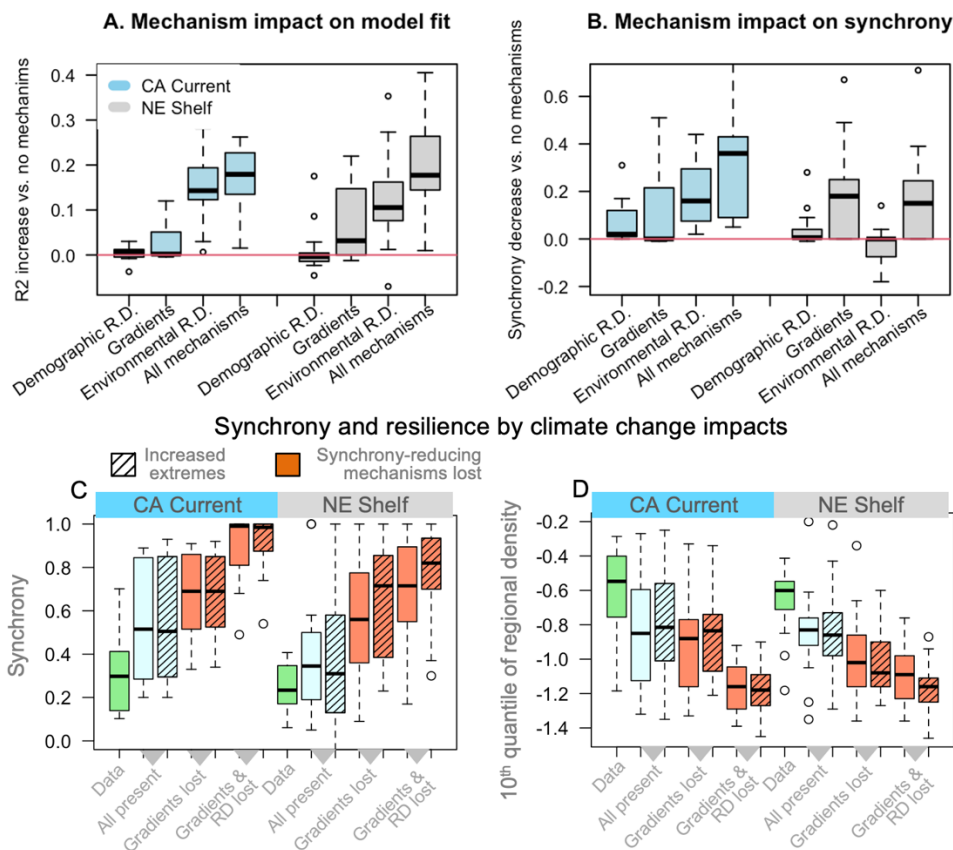 A. Mechanism impact on model fit
R2 increase vs. no mechanims
0.4
0.3
0.2
0.1
0.0
CA Current
NE Shelf
Demographic R.D.
Gradients
Environmental R.D.
All mechanisms
Demographic R.D.
Gradients
Environmental R.D.
All mechanisms
B. Mechanism impact on synchrony
Synchrony decrease vs. no mechanisms
0.6
0.4
0.2
0.0
-0.2
Demographic R.D.
Gradients
Environmental R.D.
All mechanisms
Demographic R.D.
Gradients
Environmental R.D.
All mechanisms
Synchrony and resilience by climate change impacts
Increased
extremes
Synchrony-reducing
mechanisms lost
C
CA Current
NE Shelf
Synchrony
1.0
0.8
0.6
0.4
0.2
0.0
Data
All present
Gradients lost
Gradients &
RD lost
Data
All present
Gradients lost
Gradients &
RD lost
D
CA Current
NE Shelf
10th quantile of regional density
-0.2
-0.4
-0.6
-0.8
-1.0
-1.2
-1.4
Data
All present
Gradients lost
Gradients &
RD lost
Data
All present
Gradients lost
Gradients &
RD lost